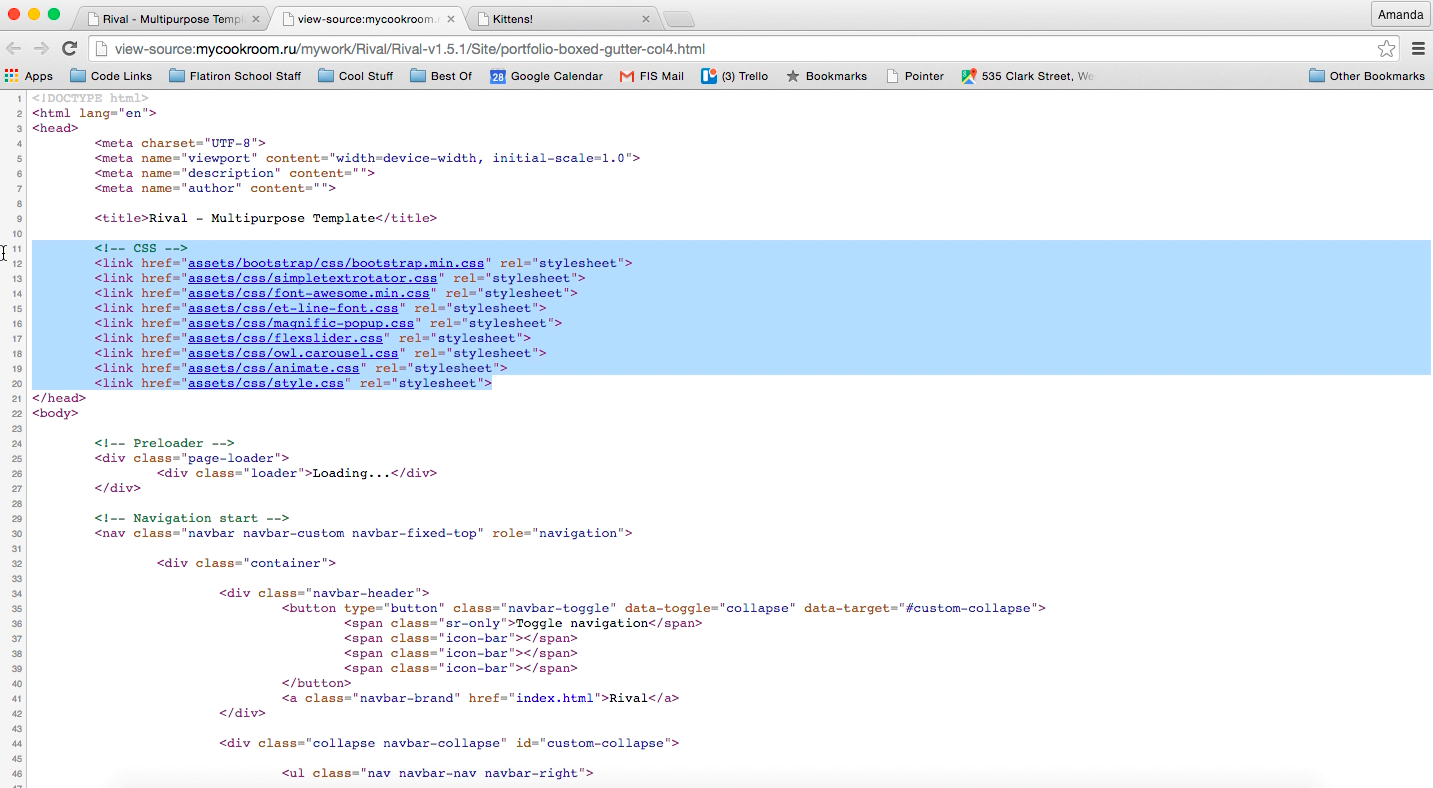 Rival - Multipurpose Templ
view-source:mycookroom.r
Kittens!
Amanda
view-source:mycookroom.ru/mywork/Rival/Rival-v1.5.1/Site/portfolio-boxed-gutter-col4.html
Apps Code Links Flatiron School Staff Cool Stuff Best Of 28 Google Calendar FIS Mail (3) Trello Bookmarks Pointer 535 Clark Street, We Other Bookmarks
1 <!DOCTYPE html>
2 <html lang="en">
3 <head>
4 <meta charset="UTF-8">
5 <meta name="viewport" content="width=device-width, initial-scale=1.0">
6 <meta name="description" content="">
7 <meta name="author" content="">
8
9 <title>Rival - Multipurpose Template</title>
10
11 <!-- CSS -->
12 <link href="assets/bootstrap/css/bootstrap.min.css" rel="stylesheet">
13 <link href="assets/css/simpletextrotator.css" rel="stylesheet">
14 <link href="assets/css/font-awesome.min.css" rel="stylesheet">
15 <link href="assets/css/et-line-font.css" rel="stylesheet">
16 <link href="assets/css/magnific-popup.css" rel="stylesheet">
17 <link href="assets/css/flexslider.css" rel="stylesheet">
18 <link href="assets/css/owl.carousel.css" rel="stylesheet">
19 <link href="assets/css/animate.css" rel="stylesheet">
20 <link href="assets/css/style.css" rel="stylesheet">
21 </head>
22 <body>
23
24 <!-- Preloader -->
25 <div class="page-loader">
26 <div class="loader">Loading...</div>
27 </div>
28
29 <!-- Navigation start -->
30 <nav class="navbar navbar-custom navbar-fixed-top" role="navigation">
31
32 <div class="container">
33
34 <div class="navbar-header">
35 <button type="button" class="navbar-toggle" data-toggle="collapse" data-target="#custom-collapse">
36 <span class="sr-only">Toggle navigation</span>
37 <span class="icon-bar"></span>
38 <span class="icon-bar"></span>
39 <span class="icon-bar"></span>
40 </button>
41 <a class="navbar-brand" href="index.html">Rival</a>
42 </div>
43
44 <div class="collapse navbar-collapse" id="custom-collapse">
45
46 <ul class="nav navbar-nav navbar-right">
47